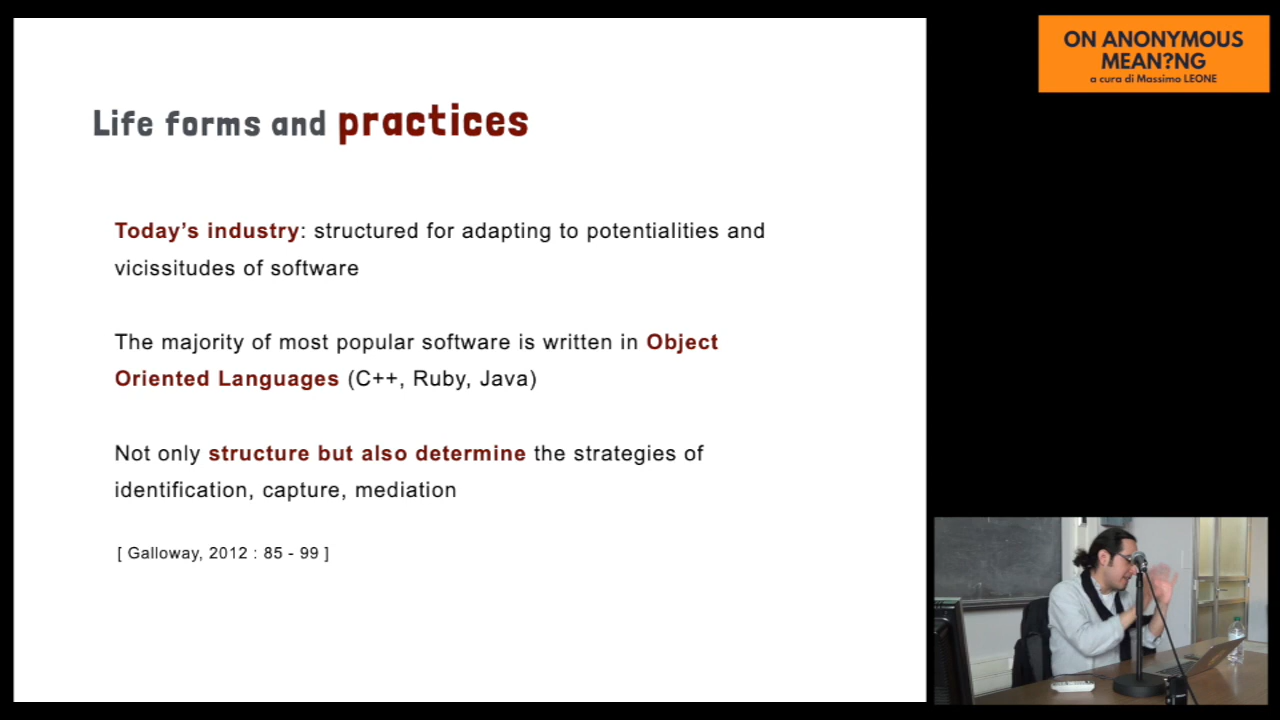 ON ANONYMOUS
MEAN?NG
a cura di Massimo LEONE
Life forms and practices
Today's industry: structured for adapting to potentialities and
vicissitudes of software
The majority of most popular software is written in Object
Oriented Languages (C++, Ruby, Java)
Not only structure but also determine the strategies of
identification, capture, mediation
[ Galloway, 2012 : 85 - 99 ]